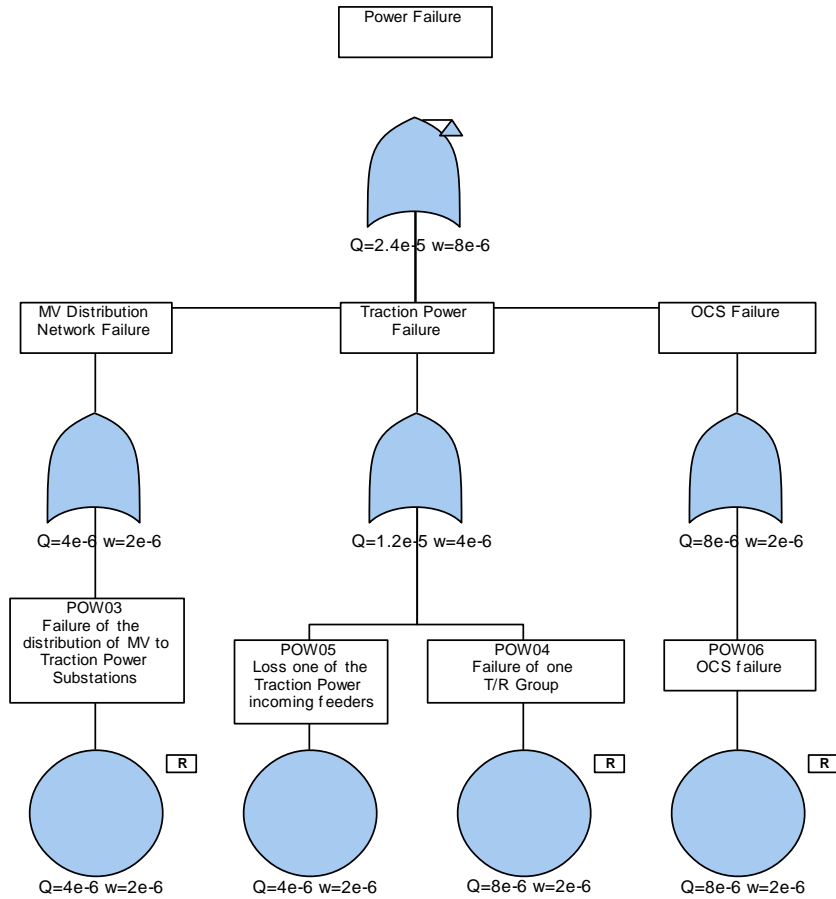 Power Failure
Q=2.4e-5 w=8e-6
MV Distribution
Network Failure
Traction Power
Failure
OCS Failure
Q=4e-6 w=2e-6
Q=1.2e-5 w=4e-6
Q=8e-6 w=2e-6
POW03
Failure of the
distribution of MV to
Traction Power
Substations
POW05
Loss one of the
Traction Power
incoming feeders
POW04
Failure of one
T/R Group
POW06
OCS failure
R
R
R
Q=4e-6 w=2e-6
Q=4e-6 w=2e-6
Q=8e-6 w=2e-6
Q=8e-6 w=2e-6